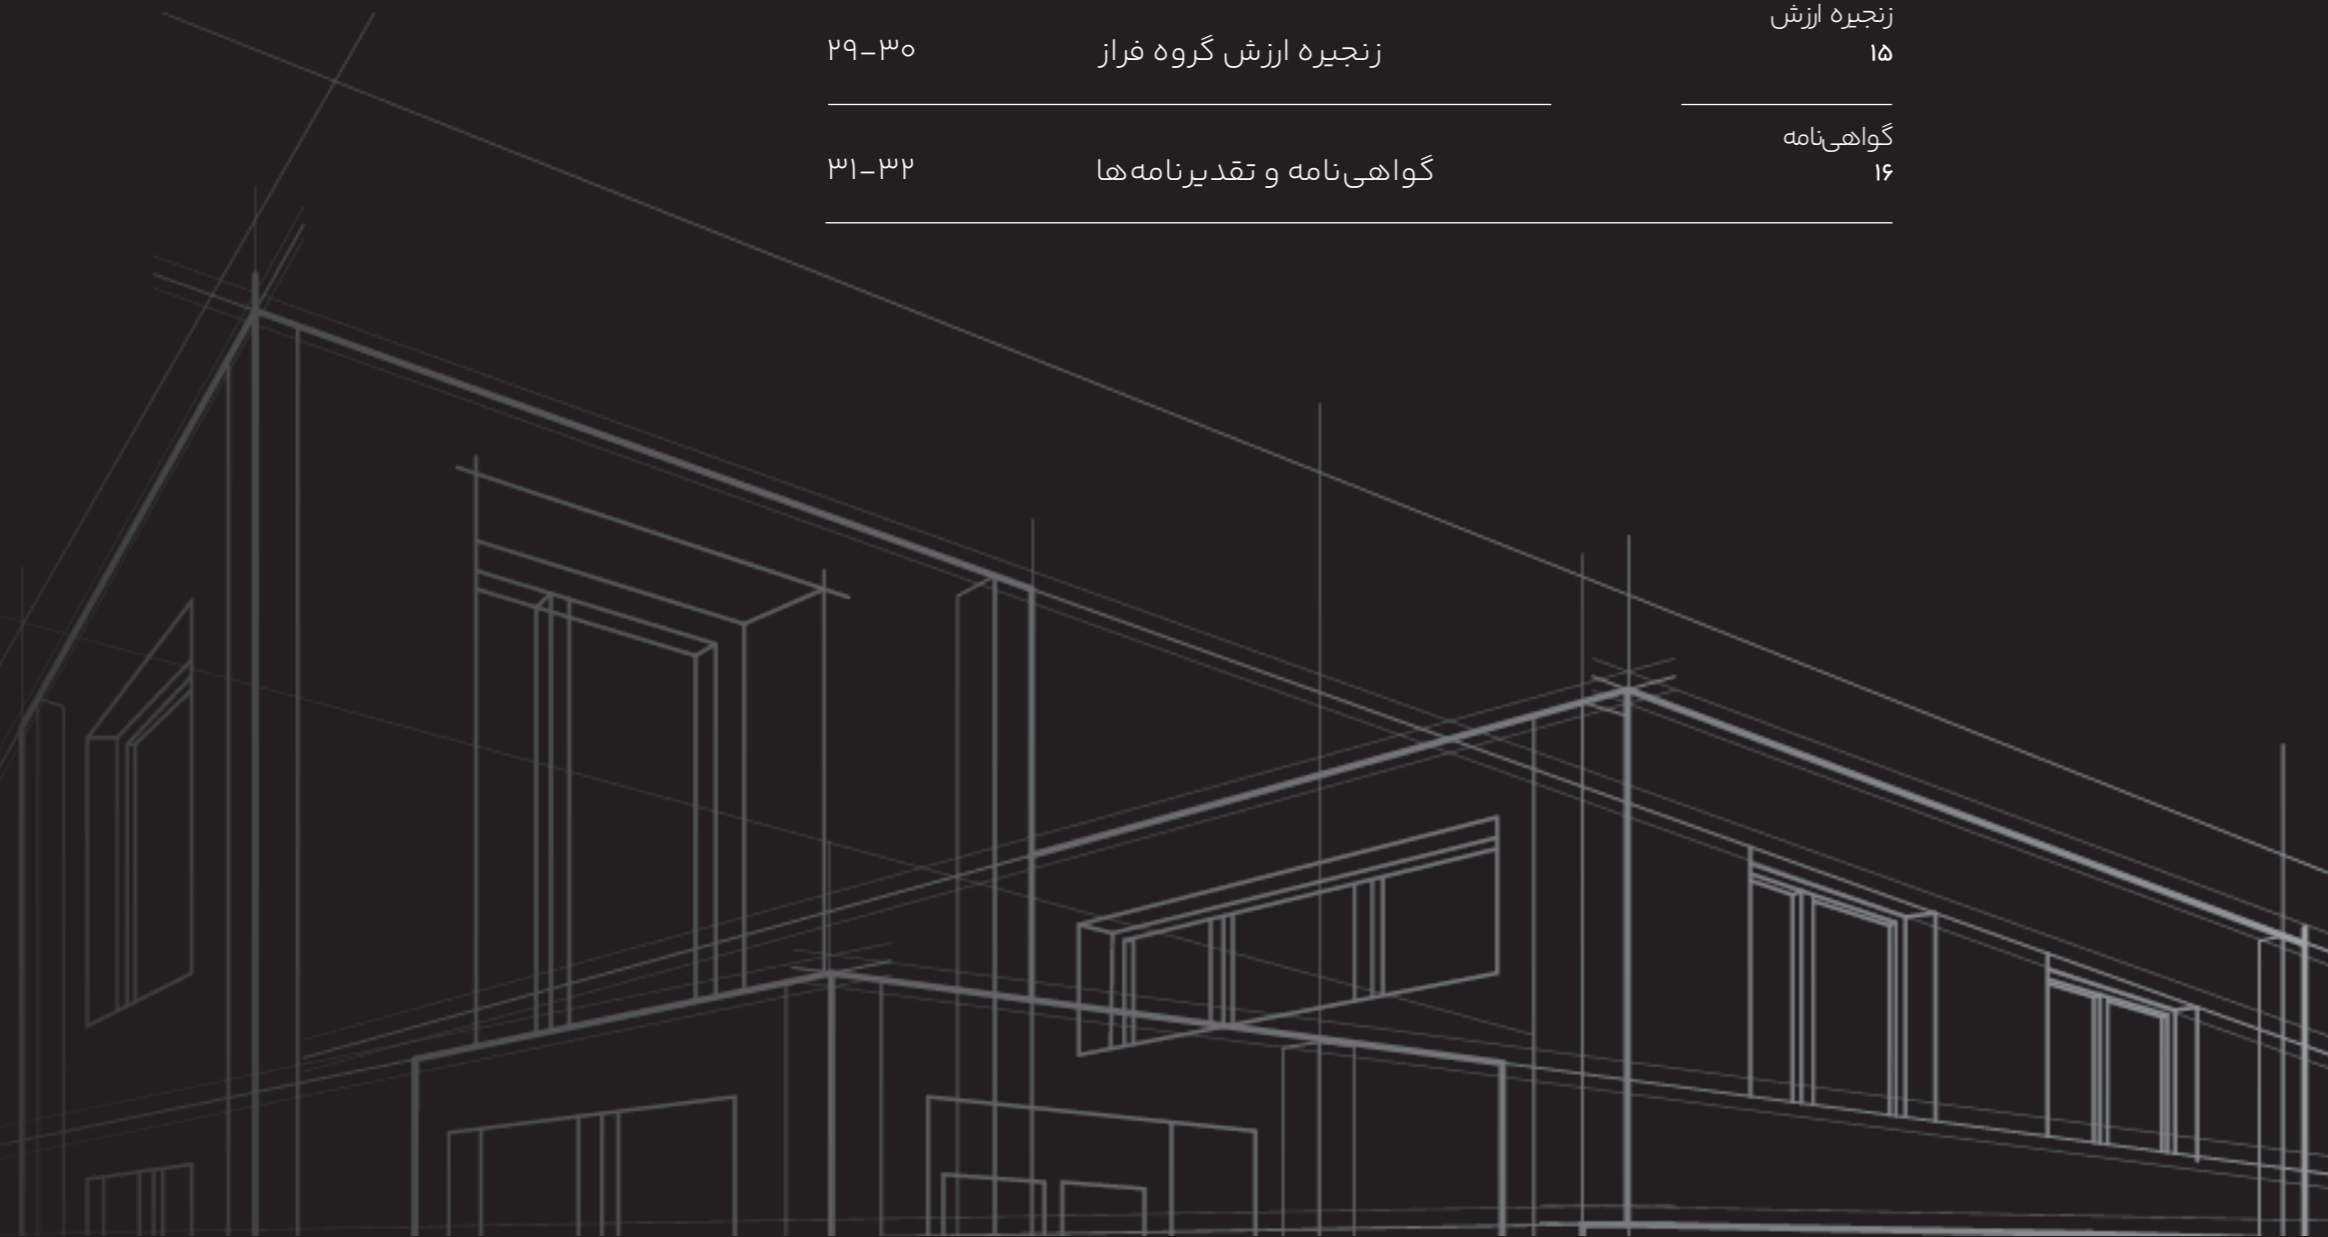 زنجیره ارزش
۱۵
زنجیره ارزش گروه فراز
۲۹-۳۰
گواهی‌نامه
۱۶
گواهی‌نامه و تقدیرنامه‌ها
۳۱-۳۲